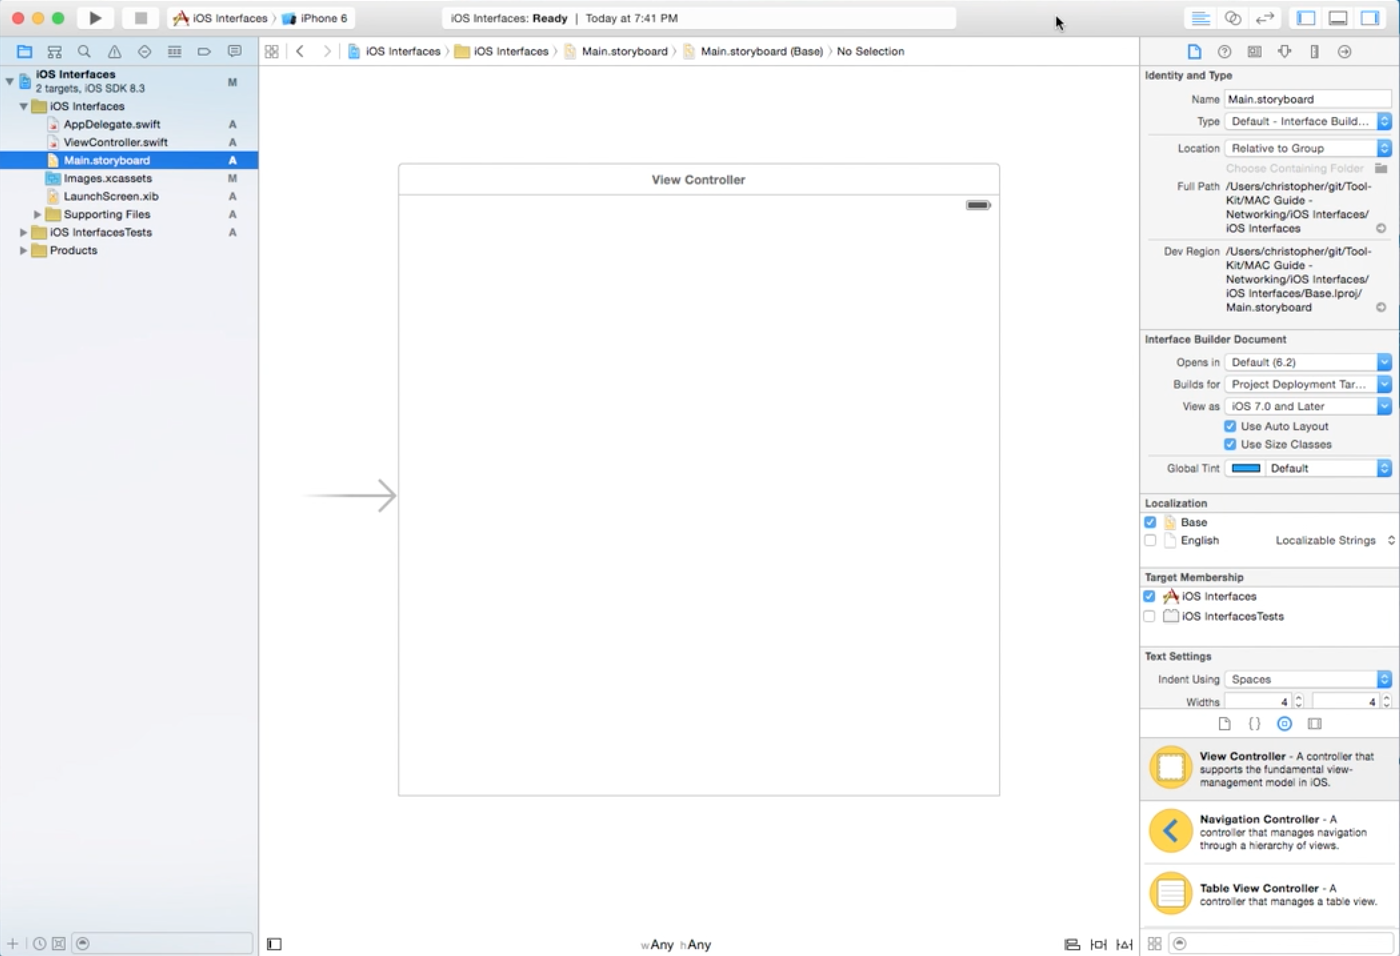 iOS Interfaces
iPhone 6
iOS Interfaces: Ready | Today at 7:41 PM
iOS Interfaces
iOS Interfaces
Main.storyboard
Main.storyboard (Base)
No Selection
iOS Interfaces
2 targets, iOS SDK 8.3
M
iOS Interfaces
AppDelegate.swift
A
ViewController.swift
A
Main.storyboard
A
Images.xcassets
M
LaunchScreen.xib
A
Supporting Files
A
iOS InterfacesTests
A
Products
View Controller
wAny hAny
Identity and Type
Name Main.storyboard
Type Default - Interface Build...
Location Relative to Group
Choose Containing Folder
Full Path /Users/christopher/git/Tool-
Kit/MAC Guide -
Networking/iOS Interfaces/
iOS Interfaces
Dev Region /Users/christopher/git/Tool-
Kit/MAC Guide -
Networking/iOS Interfaces/
iOS Interfaces/Base.lproj/
Main.storyboard
Interface Builder Document
Opens in Default (6.2)
Builds for Project Deployment Tar...
View as iOS 7.0 and Later
Use Auto Layout
Use Size Classes
Global Tint Default
Localization
Base
English Localizable Strings
Target Membership
iOS Interfaces
iOS InterfacesTests
Text Settings
Indent Using Spaces
Widths 4 4
{ }
View Controller - A controller that
supports the fundamental view-
management model in iOS.
Navigation Controller - A
controller that manages navigation
through a hierarchy of views.
Table View Controller - A
controller that manages a table view.